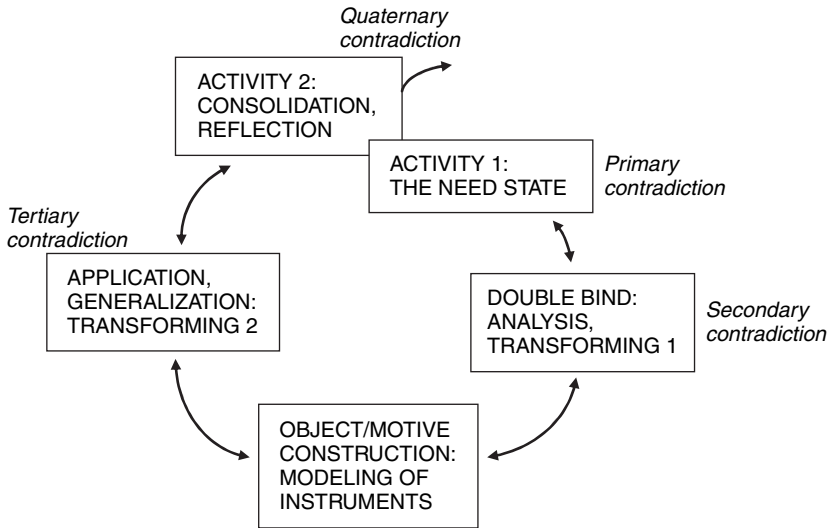 Quaternary
contradiction
ACTIVITY 2:
CONSOLIDATION,
REFLECTION
ACTIVITY 1:
THE NEED STATE
Primary
contradiction
Tertiary
contradiction
APPLICATION,
GENERALIZATION:
TRANSFORMING 2
DOUBLE BIND:
ANALYSIS,
TRANSFORMING 1
Secondary
contradiction
OBJECT/MOTIVE
CONSTRUCTION:
MODELING OF
INSTRUMENTS